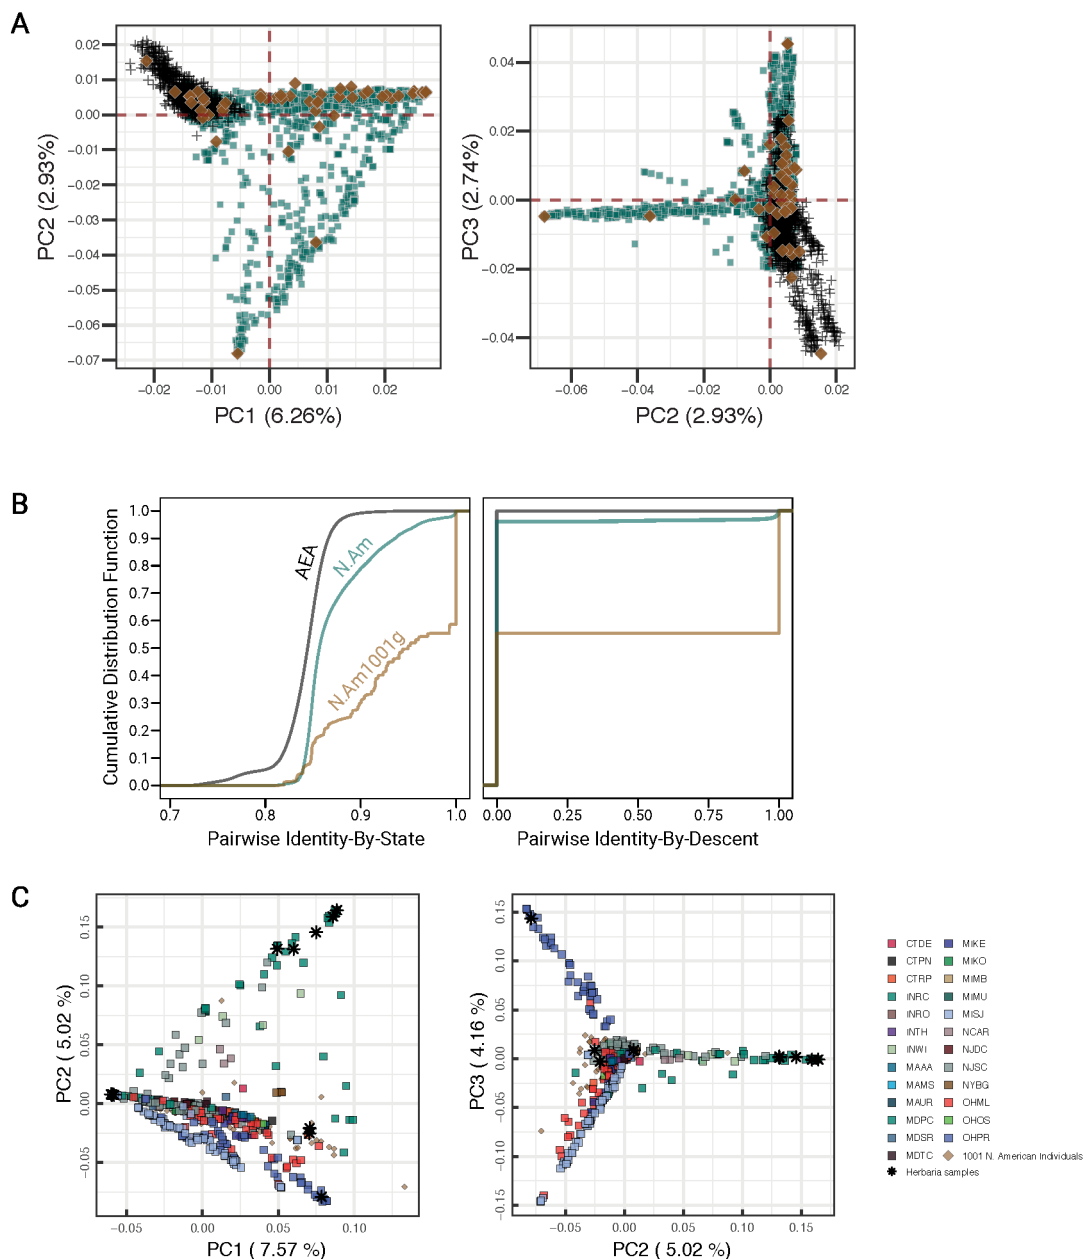 A
0.02
0.01
0.00
−0.01
−0.02
−0.03
−0.04
−0.05
−0.06
−0.07
PC2 (2.93%)
−0.02
−0.01
0.00
0.01
0.02
PC1 (6.26%)
0.04
0.02
0.00
−0.02
−0.04
PC3 (2.74%)
−0.06
−0.04
−0.02
0.00
0.02
PC2 (2.93%)
B
1.0
0.9
0.8
0.7
0.6
0.5
0.4
0.3
0.2
0.1
0.0
Cumulative Distribution Function
AEA
N.Am
N.Am1001g
0.7
0.8
0.9
1.0
Pairwise Identity-By-State
0.00
0.25
0.50
0.75
1.00
Pairwise Identity-By-Descent
C
0.15
0.10
0.05
0.00
−0.05
PC2 ( 5.02 %)
−0.05
0.00
0.05
0.10
PC1 ( 7.57 %)
0.15
0.10
0.05
0.00
−0.05
−0.10
−0.15
PC3 ( 4.16 %)
−0.05
0.00
0.05
0.10
0.15
PC2 ( 5.02 %)
CTDE
CTPN
CTRP
INRC
INRO
INTH
INWI
MAAA
MAMS
MAUR
MDPC
MDSR
MDTC
Herbaria samples
MIKE
MIKO
MIMB
MIMU
MISJ
NCAR
NJDC
NJSC
NYBG
OHML
OHOS
OHPR
1001 N. American Individuals